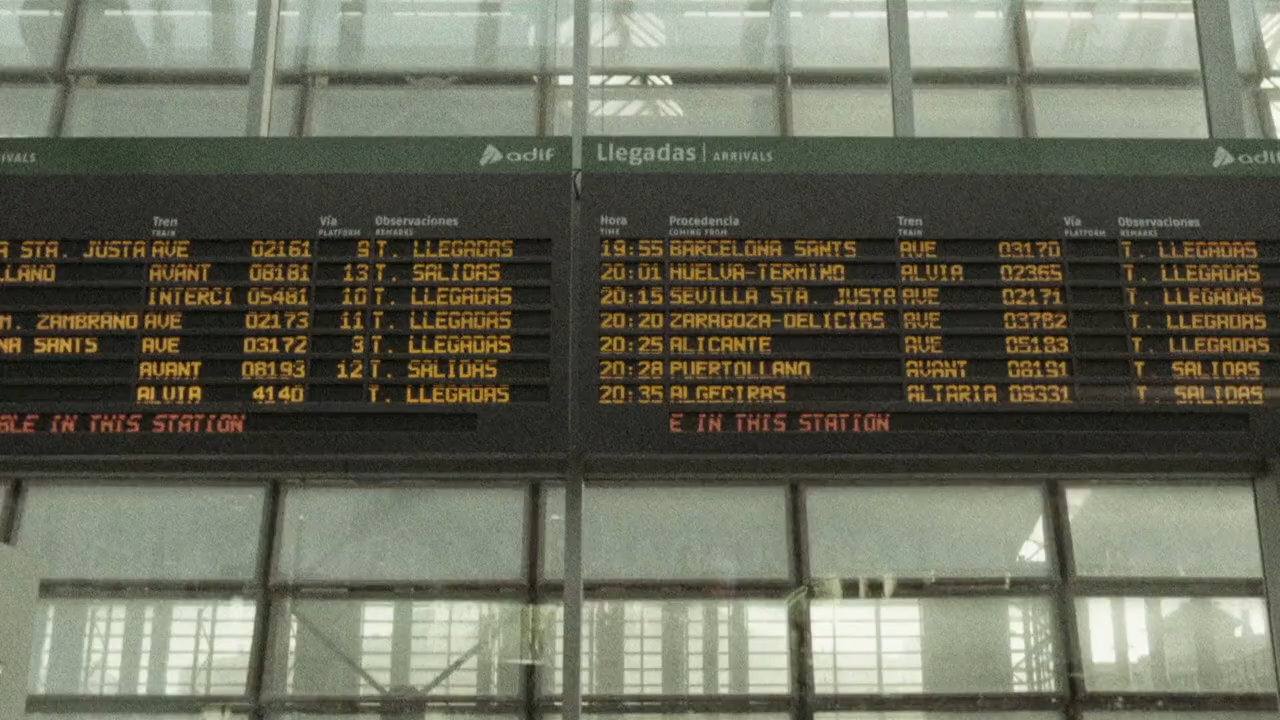 ARRIVALS adif
Tren Vía Observaciones
TRAIN PLATFORM REMARKS
STA. JUSTA AVE 02161 9 T. LLEGADAS
LLANO AVANT 08181 13 T. SALIDAS
INTERCI 05481 10 T. LLEGADAS
M. ZAMBRANO AVE 02173 11 T. LLEGADAS
NA SANTS AVE 03172 3 T. LLEGADAS
AVANT 08193 12 T. SALIDAS
ALVIA 4140 T. LLEGADAS
BLE IN THIS STATION
Llegadas | ARRIVALS adif
Hora Procedencia Tren Vía Observaciones
TIME COMING FROM TRAIN PLATFORM REMARKS
19:55 BARCELONA SANTS AVE 03170 T. LLEGADAS
20:01 HUELVA-TERMINO ALVIA 02365 T. LLEGADAS
20:15 SEVILLA STA. JUSTA AVE 02171 T. LLEGADAS
20:20 ZARAGOZA-DELICIAS AVE 03782 T. LLEGADAS
20:25 ALICANTE AVE 05183 T. LLEGADAS
20:28 PUERTOLLANO AVANT 08191 T. SALIDAS
20:35 ALGECIRAS ALTARIA 09331 T. SALIDAS
E IN THIS STATION